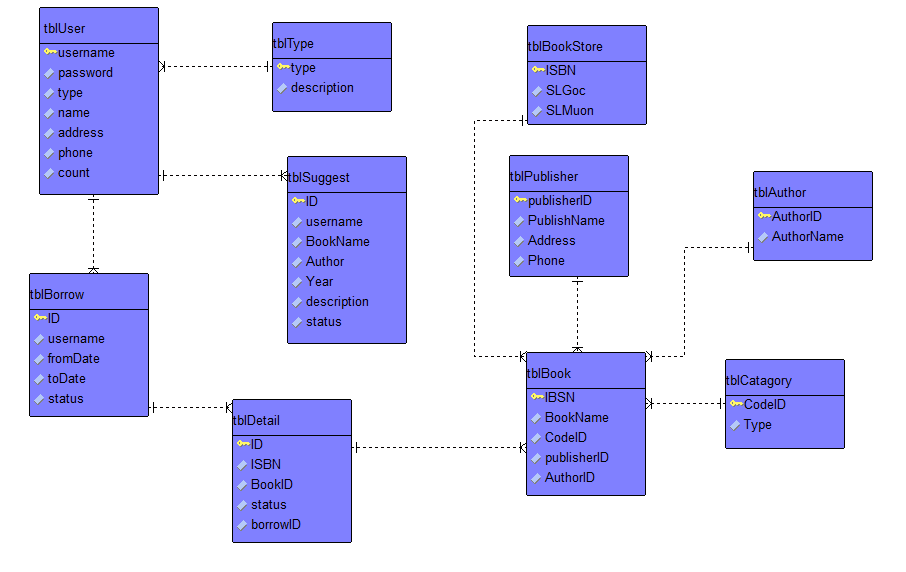 tblUser
username
password
type
name
address
phone
count
tblType
type
description
tblBookStore
ISBN
SLGoc
SLMuon
tblSuggest
ID
username
BookName
Author
Year
description
status
tblPublisher
publisherID
PublishName
Address
Phone
tblAuthor
AuthorID
AuthorName
tblBorrow
ID
username
fromDate
toDate
status
tblDetail
ID
ISBN
BookID
status
borrowID
tblBook
IBSN
BookName
CodeID
publisherID
AuthorID
tblCatagory
CodeID
Type